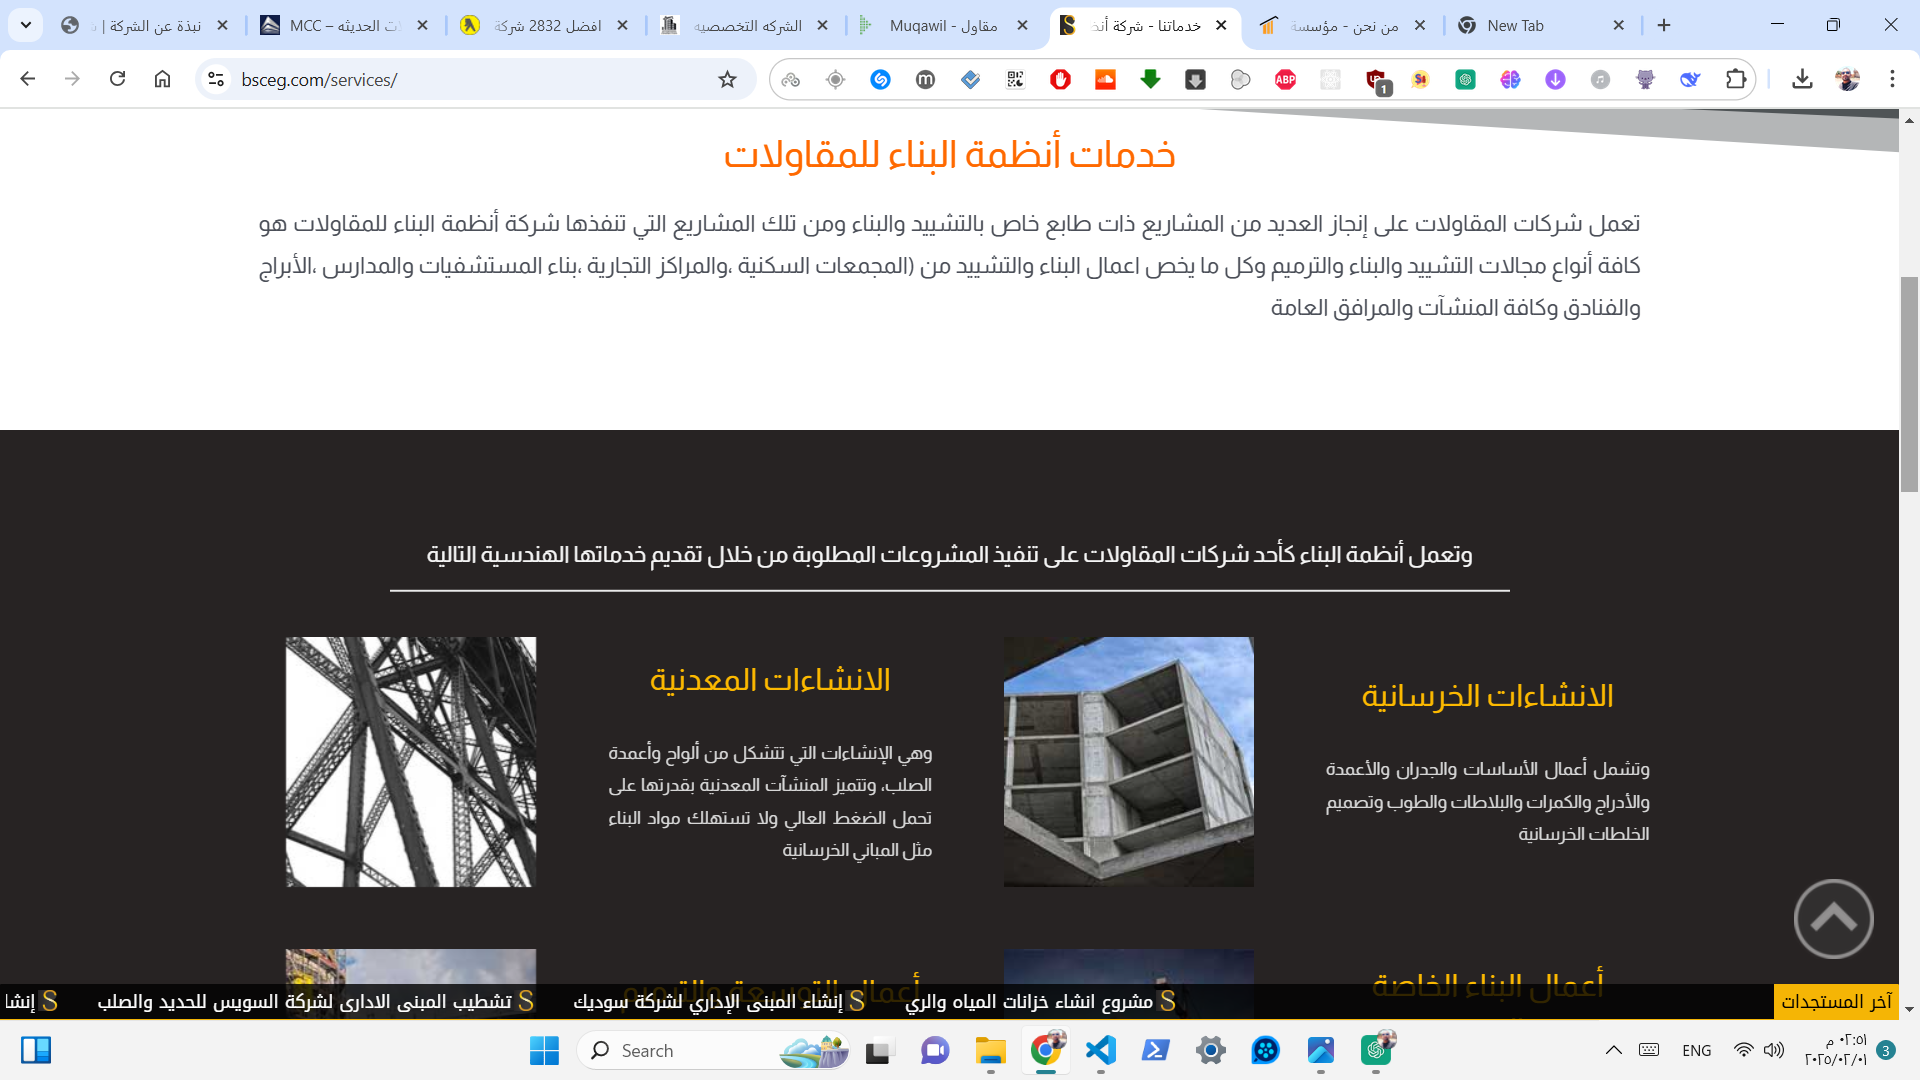 نبذة عن الشركة |
MCC – ات الحديثه
افضل 2832 شركة
الشركه التخصصيه
Muqawil - مقاول
خدماتنا - شركة أنظ
من نحن - مؤسسة
New Tab
bsceg.com/services/
1
خدمات أنظمة البناء للمقاولات
تعمل شركات المقاولات على إنجاز العديد من المشاريع ذات طابع خاص بالتشييد والبناء ومن تلك المشاريع التي تنفذها شركة أنظمة البناء للمقاولات هو
كافة أنواع مجالات التشييد والبناء والترميم وكل ما يخص اعمال البناء والتشييد من (المجمعات السكنية ،والمراكز التجارية ،بناء المستشفيات والمدارس ،الأبراج
والفنادق وكافة المنشآت والمرافق العامة
وتعمل أنظمة البناء كأحد شركات المقاولات على تنفيذ المشروعات المطلوبة من خلال تقديم خدماتها الهندسية التالية
الانشاءات الخرسانية
وتشمل أعمال الأساسات والجدران والأعمدة
والأدراج والكمرات والبلاطات والطوب وتصميم
الخلطات الخرسانية
الانشاءات المعدنية
وهي الإنشاءات التي تتشكل من ألواح وأعمدة
الصلب، وتتميز المنشآت المعدنية بقدرتها على
تحمل الضغط العالي ولا تستهلك مواد البناء
مثل المباني الخرسانية
أعمال البناء الخاصة
أعمال التوسعة والترميم
آخر المستجدات
مشروع انشاء خزانات المياه والري
إنشاء المبنى الإداري لشركة سوديك
تشطيب المبنى الادارى لشركة السويس للحديد والصلب
إنشا
Search
ENG
٠٢:٥١ م
٢٠٢٥/٠٢/٠١
3